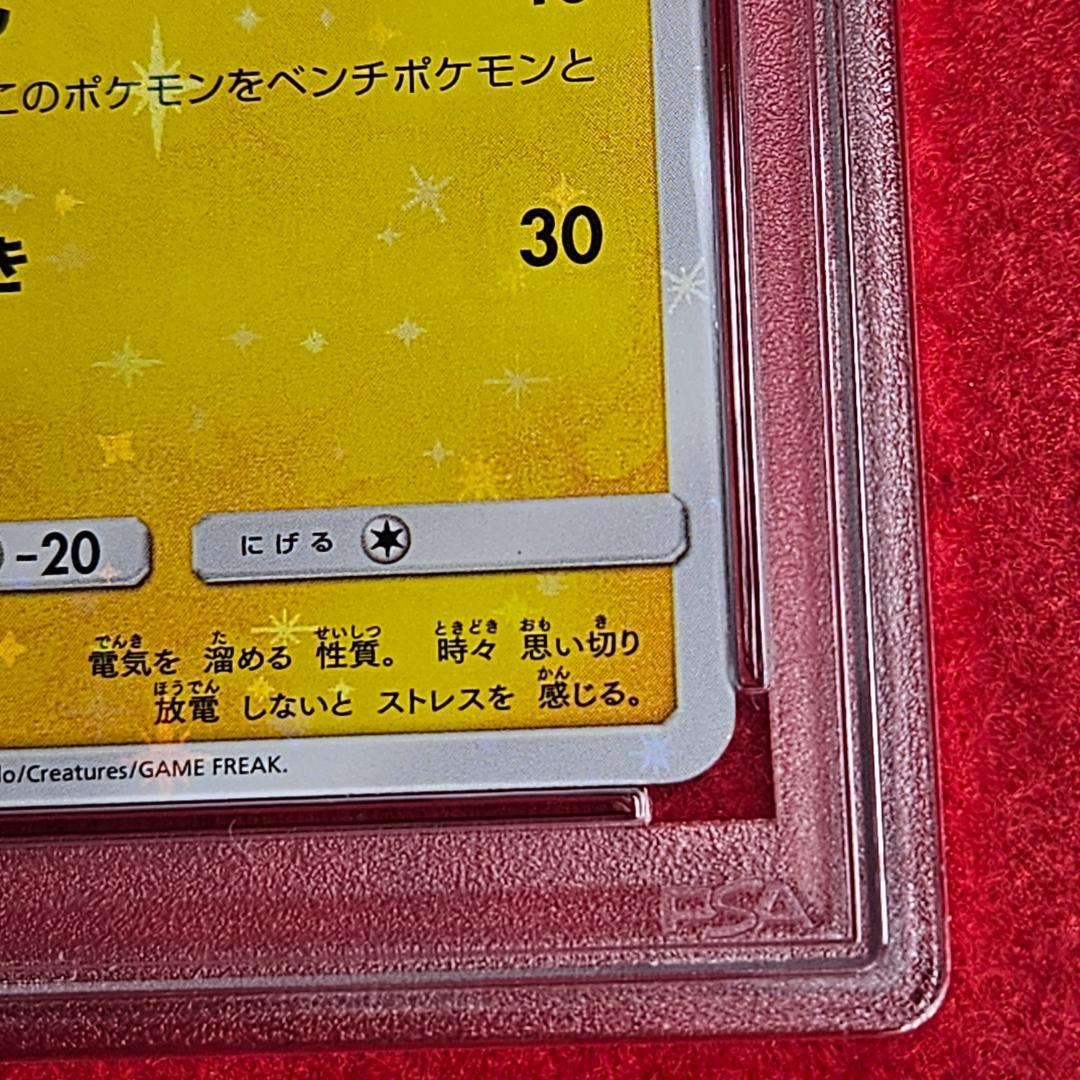 このポケモンをベンチポケモンと
30
き
-20
にげる
でんき た せいしつ ときどき おも き
電気を 溜める 性質。 時々 思い切り
ほうでん かん
放電 しないと ストレスを 感じる。
do/Creatures/GAME FREAK.
PSA